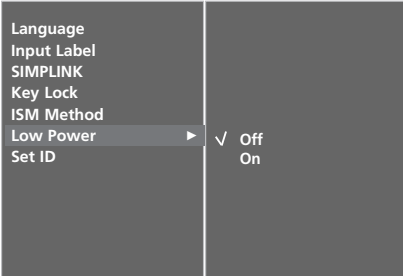 Language
Input Label
SIMPLINK
Key Lock
ISM Method
Low Power ►
Set ID
√ Off
On